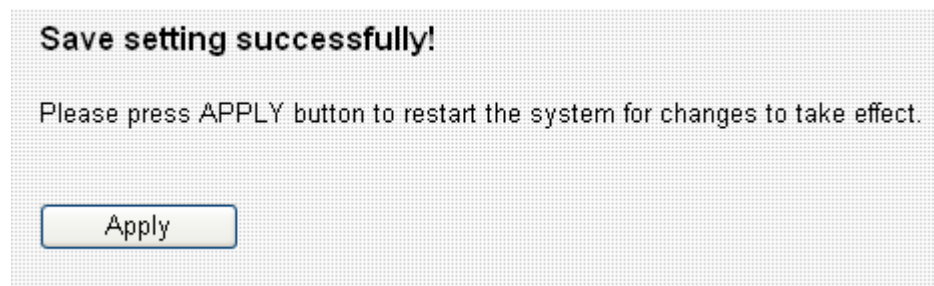 Save setting successfully!
Please press APPLY button to restart the system for changes to take effect.
Apply